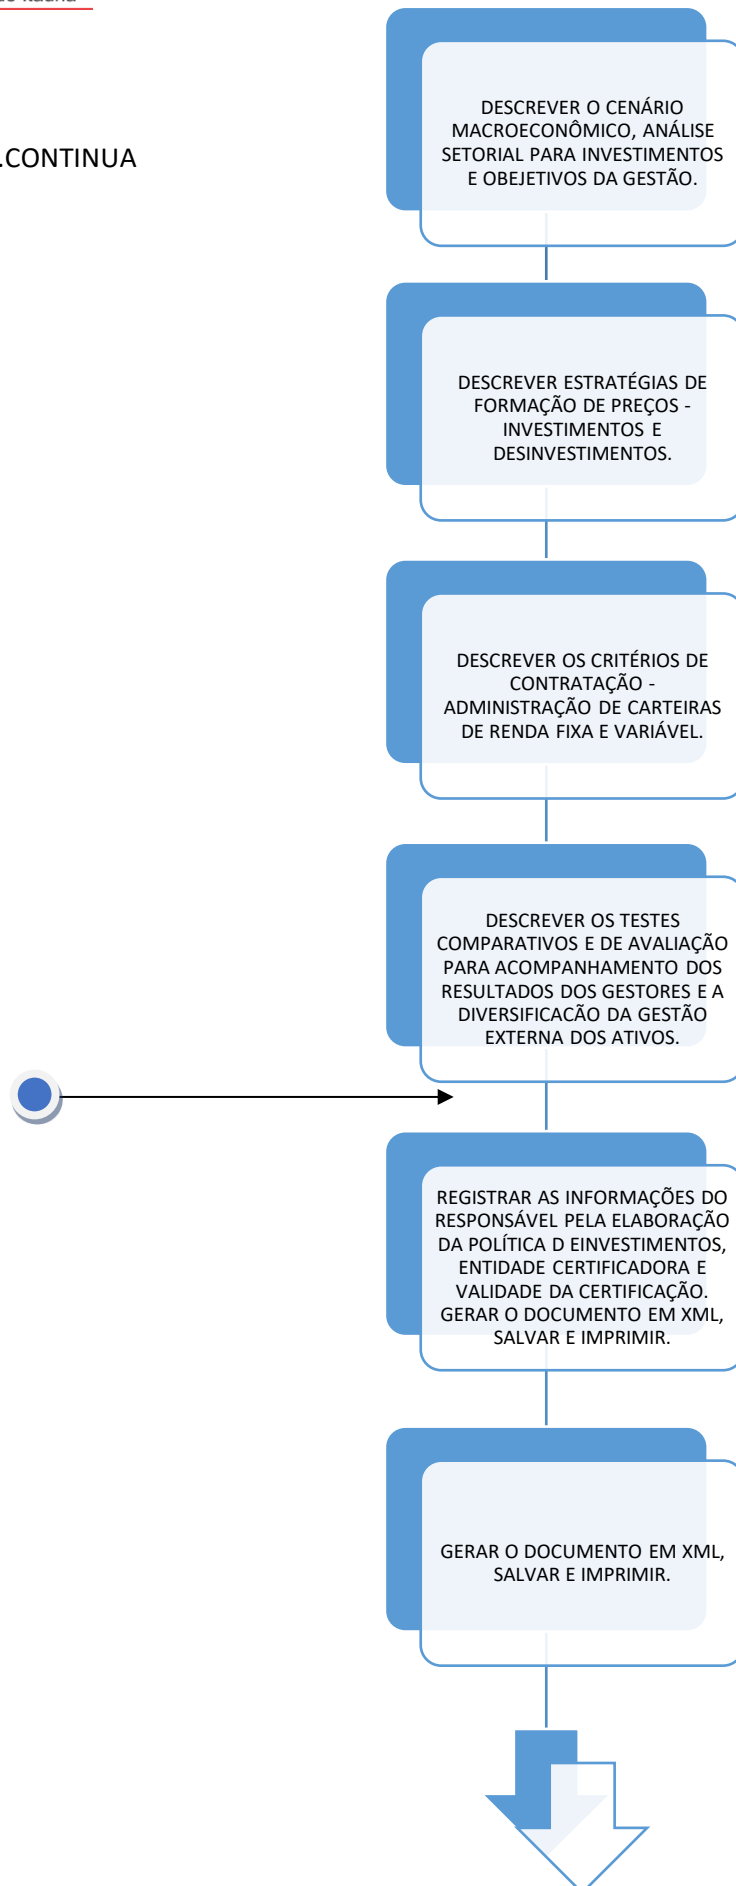 .CONTINUA
DESCREVER O CENÁRIO
MACROECONÔMICO, ANÁLISE
SETORIAL PARA INVESTIMENTOS
E OBEJETIVOS DA GESTÃO.
DESCREVER ESTRATÉGIAS DE
FORMAÇÃO DE PREÇOS -
INVESTIMENTOS E
DESINVESTIMENTOS.
DESCREVER OS CRITÉRIOS DE
CONTRATAÇÃO -
ADMINISTRAÇÃO DE CARTEIRAS
DE RENDA FIXA E VARIÁVEL.
DESCREVER OS TESTES
COMPARATIVOS E DE AVALIAÇÃO
PARA ACOMPANHAMENTO DOS
RESULTADOS DOS GESTORES E A
DIVERSIFICACÃO DA GESTÃO
EXTERNA DOS ATIVOS.
REGISTRAR AS INFORMAÇÕES DO
RESPONSÁVEL PELA ELABORAÇÃO
DA POLÍTICA D EINVESTIMENTOS,
ENTIDADE CERTIFICADORA E
VALIDADE DA CERTIFICAÇÃO.
GERAR O DOCUMENTO EM XML,
SALVAR E IMPRIMIR.
GERAR O DOCUMENTO EM XML,
SALVAR E IMPRIMIR.